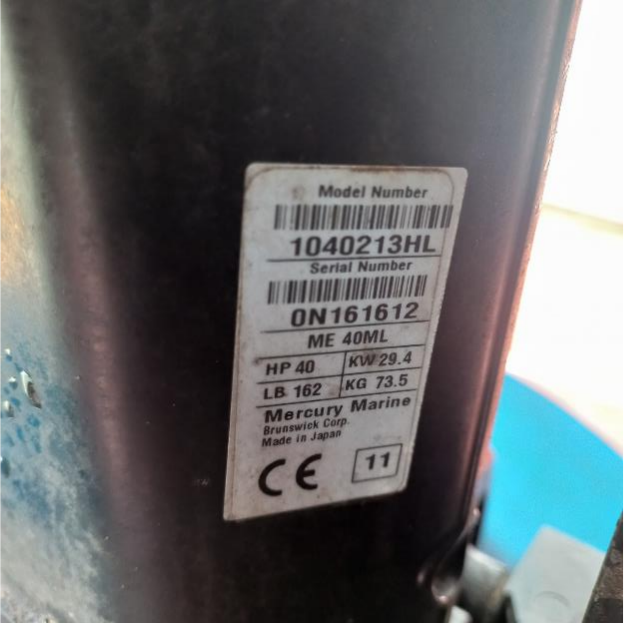 Model Number
1040213HL
Serial Number
0N161612
ME 40ML
HP 40 KW 29.4
LB 162 KG 73.5
Mercury Marine
Brunswick Corp.
Made in Japan
CE 11